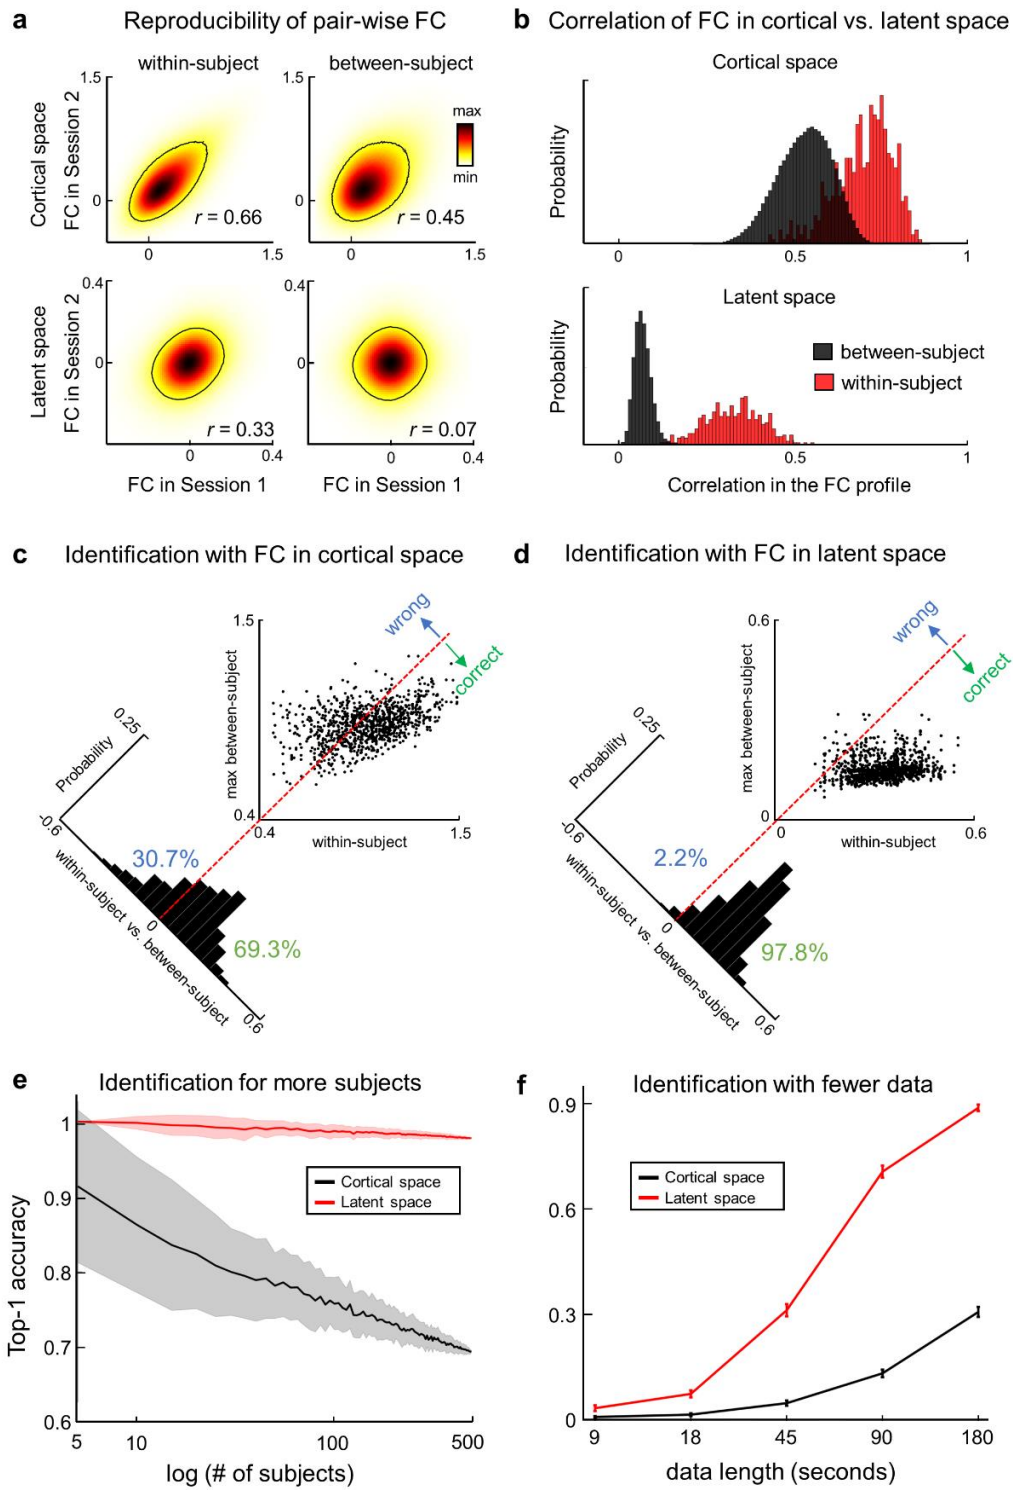 a Reproducibility of pair-wise FC
within-subject between-subject
Cortical space
FC in Session 2
1.5
0
r = 0.66
0 1.5
1.5
0
max
min
r = 0.45
0 1.5
Latent space
FC in Session 2
0.4
0
r = 0.33
0 0.4
0.4
0
r = 0.07
0 0.4
FC in Session 1 FC in Session 1
b Correlation of FC in cortical vs. latent space
Cortical space
Probability
0 0.5 1
Latent space
Probability
between-subject
within-subject
0 0.5 1
Correlation in the FC profile
c Identification with FC in cortical space
1.5
max between-subject
0.4
0.4 1.5
within-subject
wrong
correct
0.25
Probability
-0.6
0
0.6
within-subject vs. between-subject
30.7%
69.3%
d Identification with FC in latent space
0.6
max between-subject
0
0 0.6
within-subject
wrong
correct
0.25
Probability
-0.6
0
0.6
within-subject vs. between-subject
2.2%
97.8%
e Identification for more subjects
Top-1 accuracy
1
0.9
0.8
0.7
0.6
Cortical space
Latent space
5 10 100 500
log (# of subjects)
f Identification with fewer data
0.9
0.6
0.3
0
Cortical space
Latent space
9 18 45 90 180
data length (seconds)